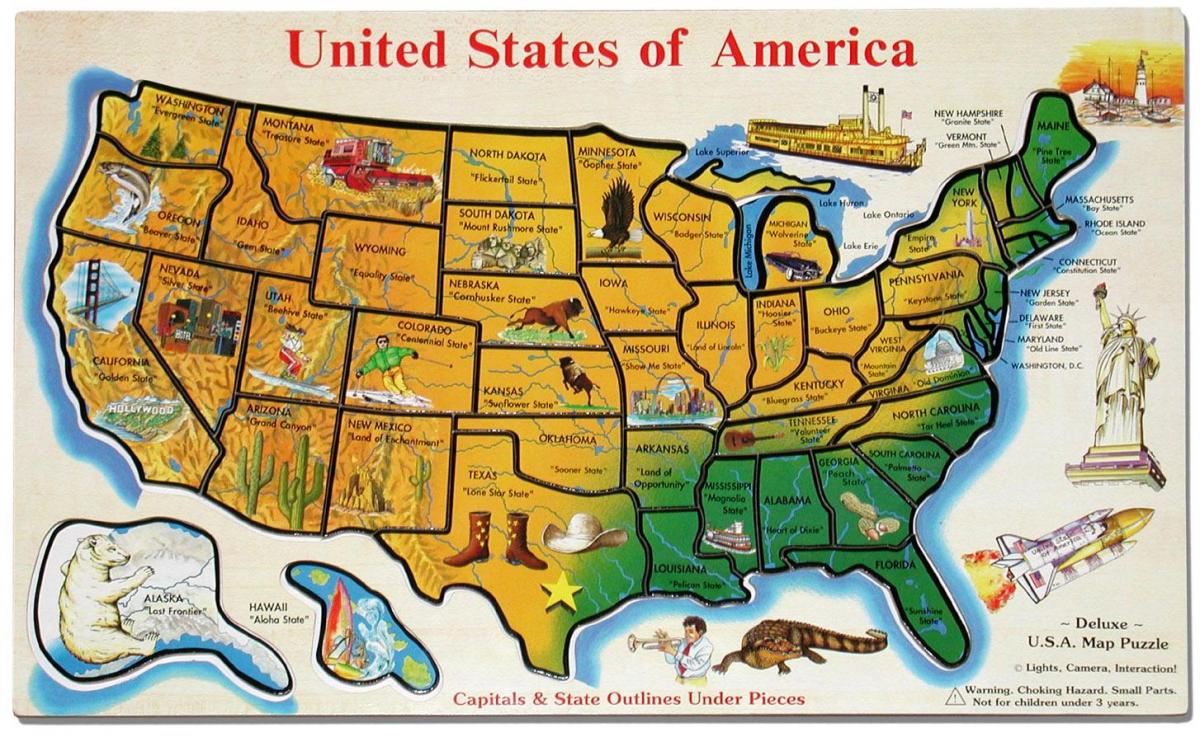 United States of America
WASHINGTON
"Evergreen State"
MONTANA
"Treasure State"
NORTH DAKOTA
"Flickertail State"
MINNESOTA
"Gopher State"
Lake Superior
NEW HAMPSHIRE
"Granite State"
VERMONT
"Green Mtn. State"
MAINE
"Pine Tree
State"
OREGON
"Beaver State"
IDAHO
"Gem State"
SOUTH DAKOTA
"Mount Rushmore State"
WISCONSIN
"Badger State"
Lake Michigan
MICHIGAN
"Wolverine
State"
Lake Huron
Lake Ontario
Lake Erie
NEW
YORK
"Empire
State"
MASSACHUSETTS
"Bay State"
RHODE ISLAND
"Ocean State"
CONNECTICUT
"Constitution State"
WYOMING
"Equality State"
NEVADA
"Silver State"
HOTEL
UTAH
"Beehive State"
NEBRASKA
"Cornhusker State"
IOWA
"Hawkeye State"
PENNSYLVANIA
"Keystone State"
NEW JERSEY
"Garden State"
DELAWARE
"First State"
MARYLAND
"Old Line State"
WASHINGTON, D.C.
COLORADO
"Centennial State"
ILLINOIS
"Land of Lincoln"
INDIANA
"Hoosier
State"
OHIO
"Buckeye State"
WEST
VIRGINIA
"Mountain
State"
CALIFORNIA
"Golden State"
HOLLYWOOD
KANSAS
"Sunflower State"
MISSOURI
"Show Me State"
KENTUCKY
"Bluegrass State"
VIRGINIA
"Old Dominion"
ARIZONA
"Grand Canyon"
NEW MEXICO
"Land of Enchantment"
OKLAHOMA
"Sooner State"
ARKANSAS
"Land of
Opportunity"
TENNESSEE
"Volunteer
State"
NORTH CAROLINA
"Tar Heel State"
SOUTH CAROLINA
"Palmetto
State"
TEXAS
"Lone Star State"
MISSISSIPPI
"Magnolia
State"
ALABAMA
"Heart of Dixie"
GEORGIA
"Peach
State"
LOUISIANA
"Pelican State"
FLORIDA
"Sunshine
State"
United States
of America
ALASKA
"Last Frontier"
HAWAII
"Aloha State"
~ Deluxe ~
U.S.A. Map Puzzle
© Lights, Camera, Interaction!
Capitals & State Outlines Under Pieces
Warning. Choking Hazard. Small Parts.
Not for children under 3 years.